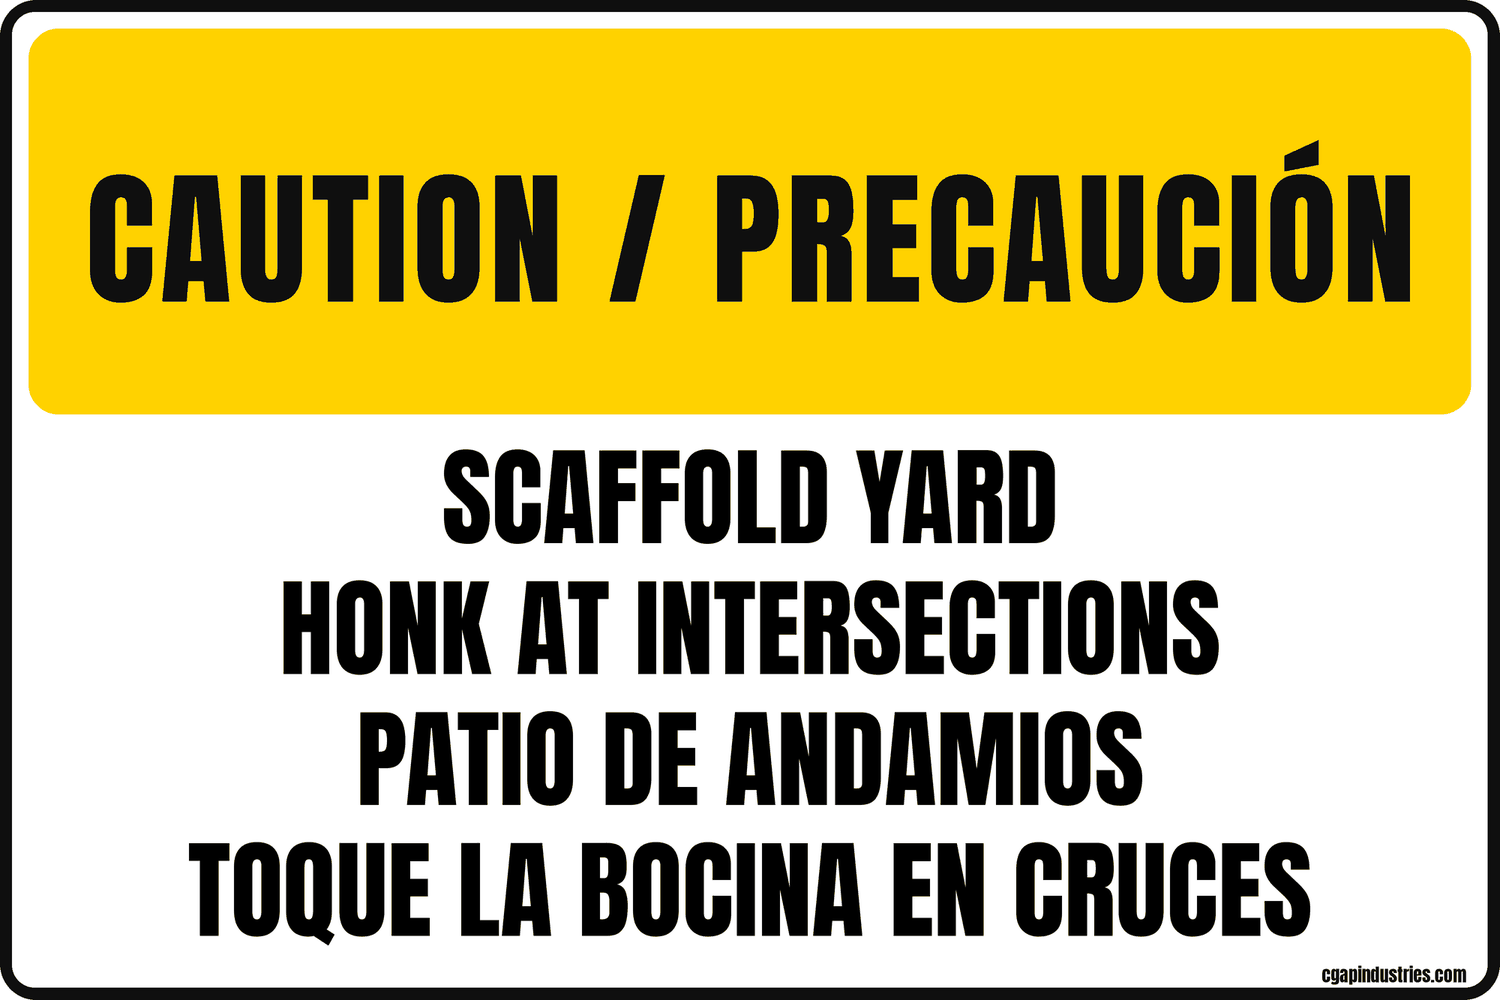 CAUTION / PRECAUCIÓN
SCAFFOLD YARD
HONK AT INTERSECTIONS
PATIO DE ANDAMIOS
TOQUE LA BOCINA EN CRUCES
cgapindustries.com